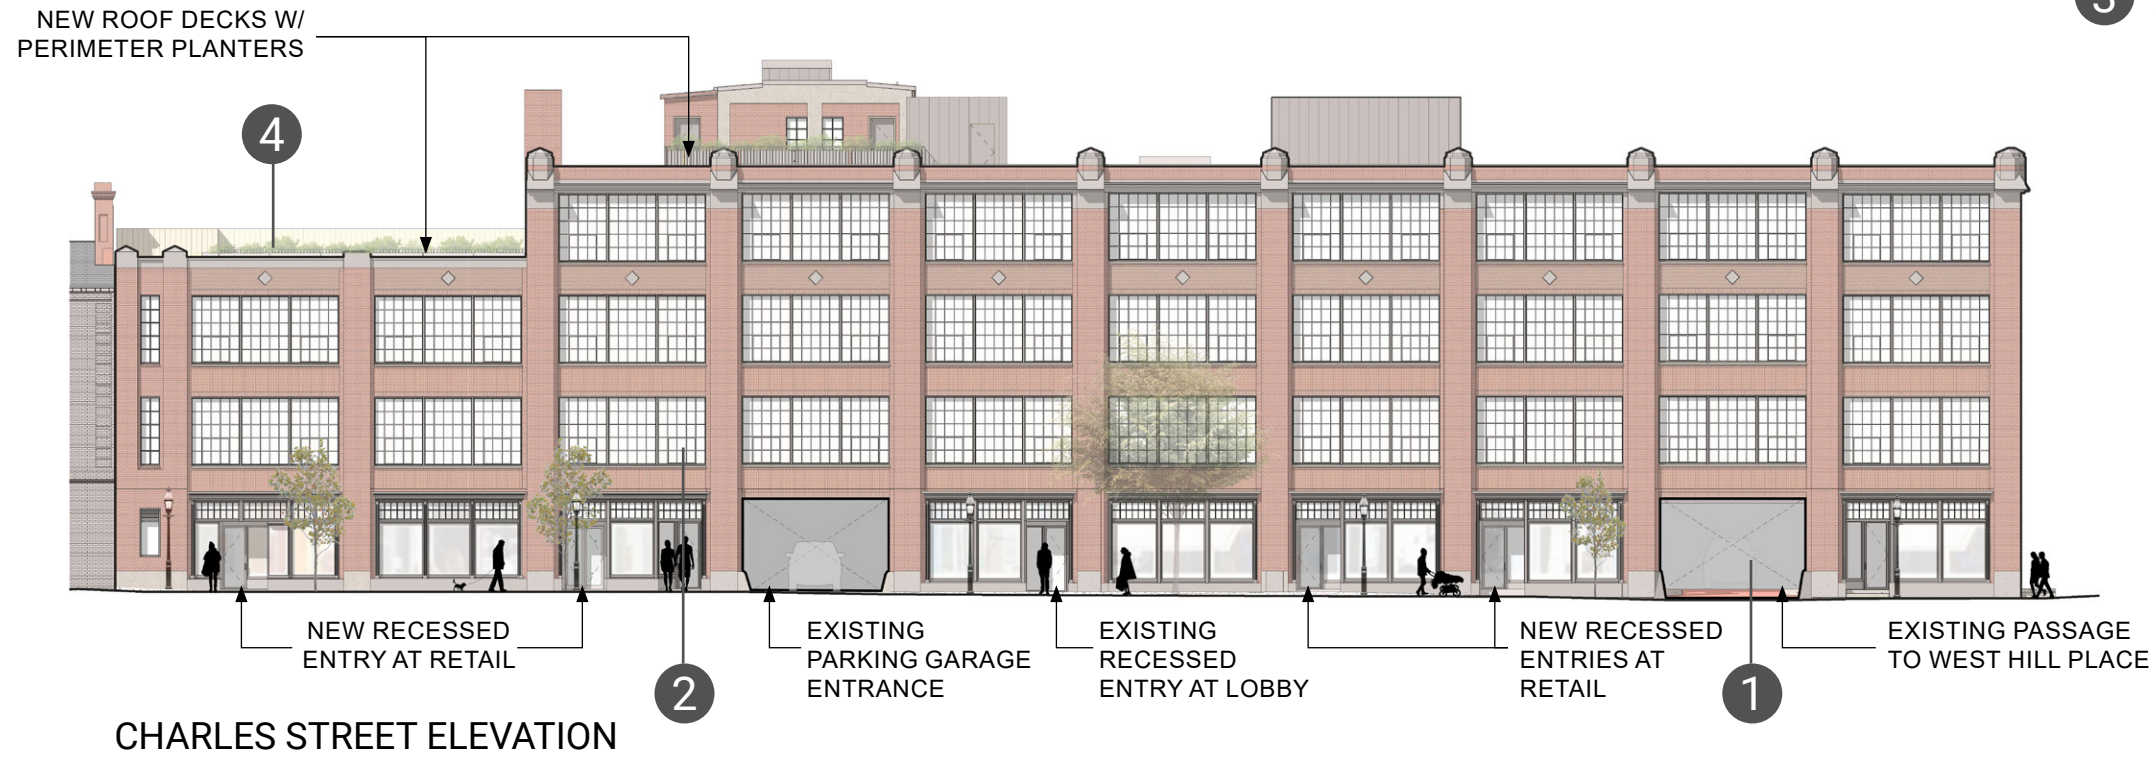 NEW ROOF DECKS W/
PERIMETER PLANTERS
3
4
NEW RECESSED
ENTRY AT RETAIL
2
EXISTING
PARKING GARAGE
ENTRANCE
EXISTING
RECESSED
ENTRY AT LOBBY
NEW RECESSED
ENTRIES AT
RETAIL
1
EXISTING PASSAGE
TO WEST HILL PLACE
CHARLES STREET ELEVATION